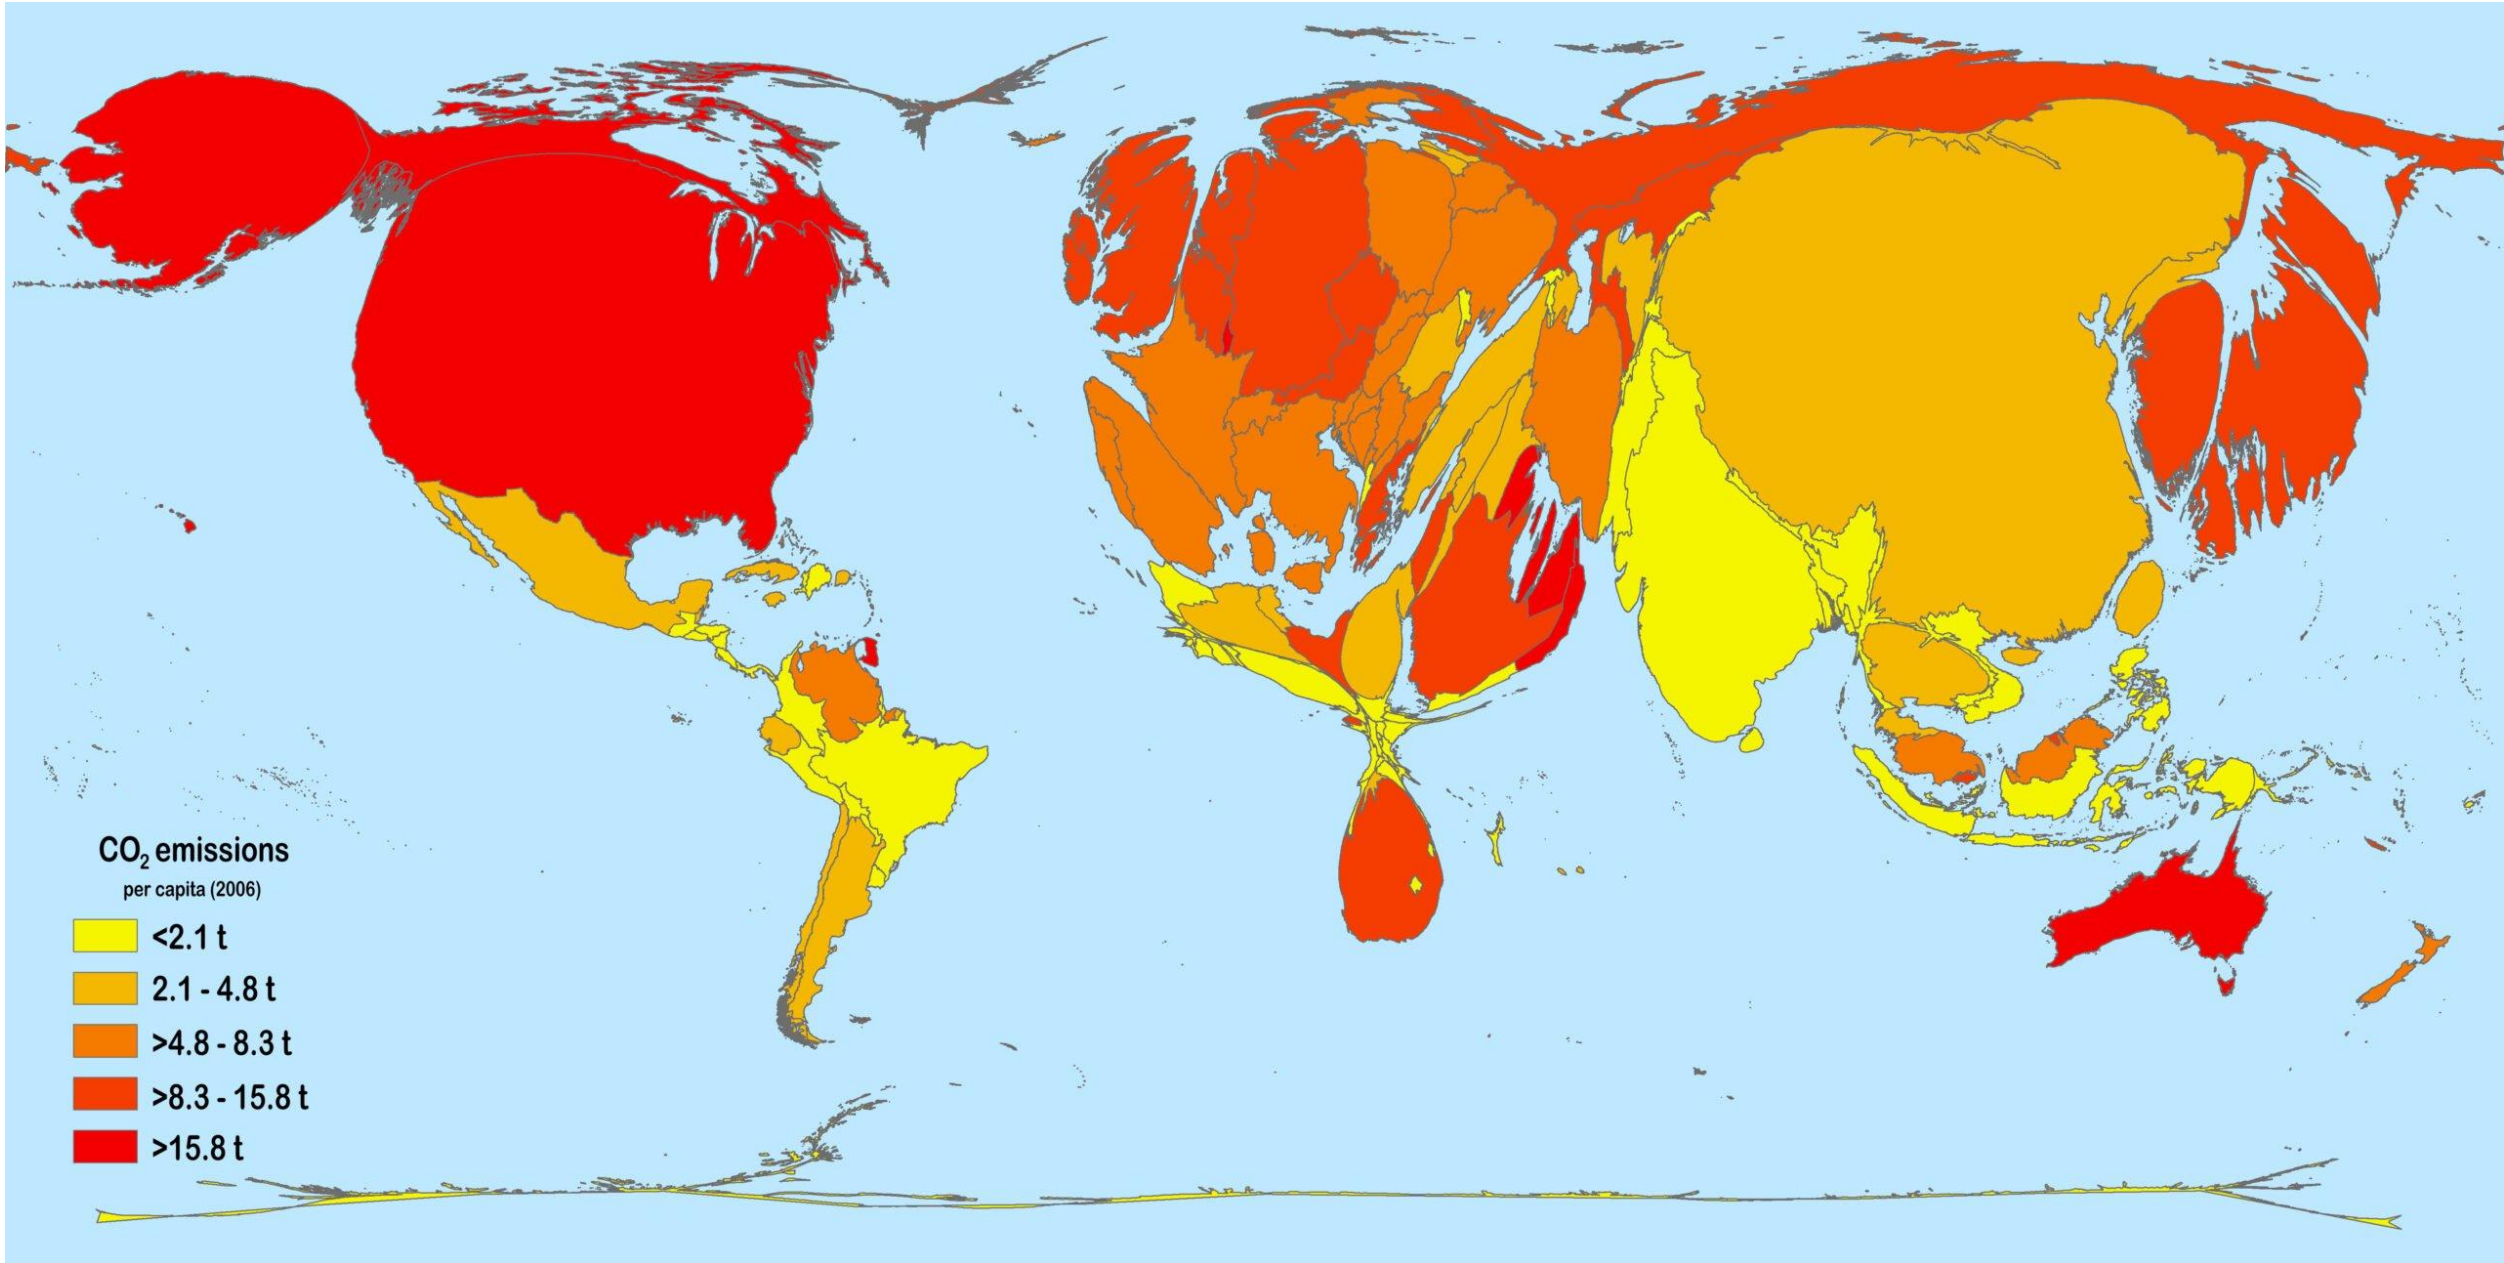 CO₂ emissions
per capita (2006)
<2.1 t
2.1 - 4.8 t
>4.8 - 8.3 t
>8.3 - 15.8 t
>15.8 t